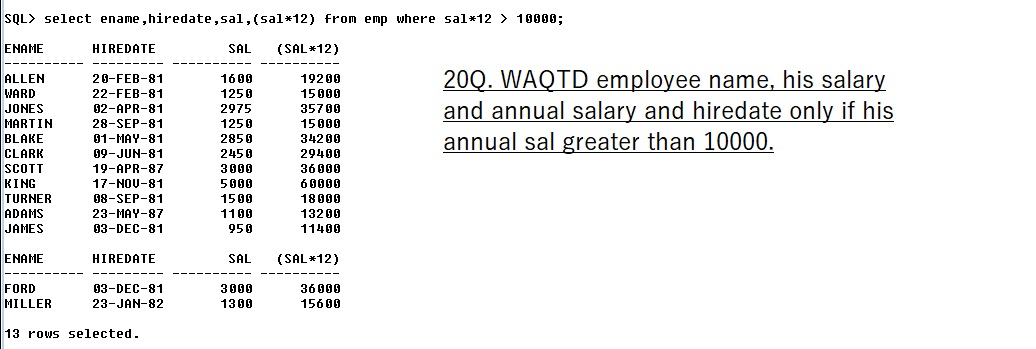 SQL> select ename,hiredate,sal,(sal*12) from emp where sal*12 > 10000;
ENAME HIREDATE SAL (SAL*12)
---------- --------- ---------- ----------
ALLEN 20-FEB-81 1600 19200
WARD 22-FEB-81 1250 15000
JONES 02-APR-81 2975 35700
MARTIN 28-SEP-81 1250 15000
BLAKE 01-MAY-81 2850 34200
CLARK 09-JUN-81 2450 29400
SCOTT 19-APR-87 3000 36000
KING 17-NOV-81 5000 60000
TURNER 08-SEP-81 1500 18000
ADAMS 23-MAY-87 1100 13200
JAMES 03-DEC-81 950 11400
ENAME HIREDATE SAL (SAL*12)
---------- --------- ---------- ----------
FORD 03-DEC-81 3000 36000
MILLER 23-JAN-82 1300 15600
13 rows selected.
20Q. WAQTD employee name, his salary
and annual salary and hiredate only if his
annual sal greater than 10000.